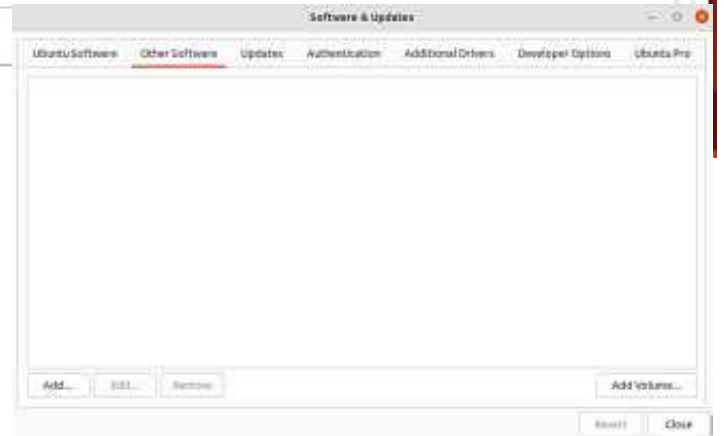 Software & Updates
Ubuntu Software Other Software Updates Authentication Additional Drivers Developer Options Ubuntu Pro
Add... Edit... Remove Add Volume...
Revert Close